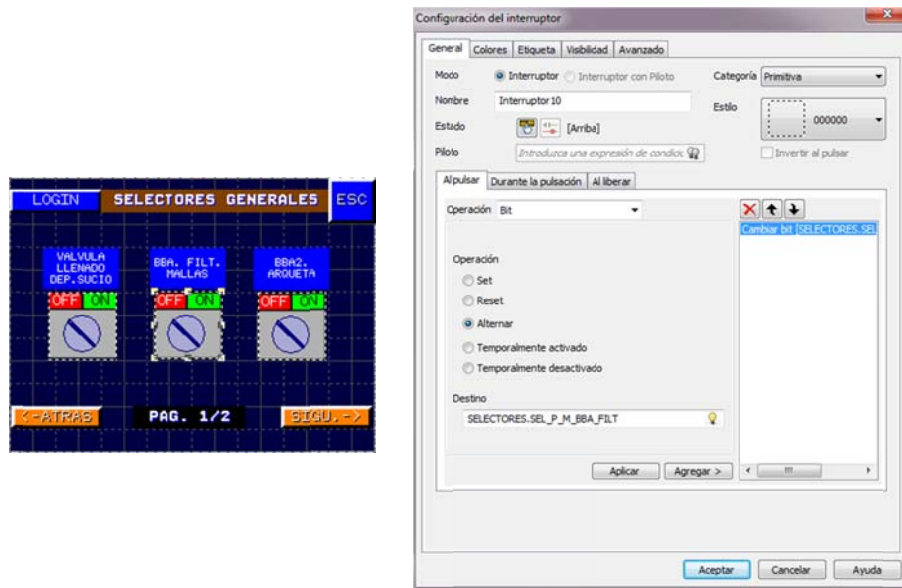 LOGIN
SELECTORES GENERALES
ESC
VALVULA
LLENADO
DEP.SUCIO
BBA. FILT.
MALLAS
BBA2.
ARQUETA
OFF ON
OFF ON
OFF ON
<-ATRAS
PAG. 1/2
SIGU.->
Configuración del interruptor
General
Colores
Etiqueta
Visibilidad
Avanzado
Modo
Interruptor
Interruptor con Piloto
Categoría
Primitiva
Nombre
Interruptor10
Estilo
000000
Estado
[Arriba]
Piloto
Introduzca una expresión de condici
Invertir al pulsar
Al pulsar
Durante la pulsación
Al liberar
Operación
Bit
Cambiar bit [SELECTORES.SEL
Operación
Set
Reset
Alternar
Temporalmente activado
Temporalmente desactivado
Destino
SELECTORES.SEL_P_M_BBA_FILT
Aplicar
Agregar >
Aceptar
Cancelar
Ayuda